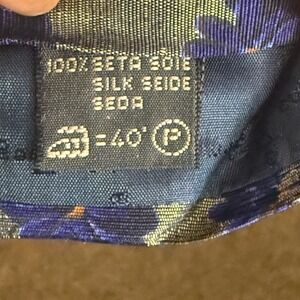 100% SETA SOIE
SILK SEIDE
SEDA
=40° P